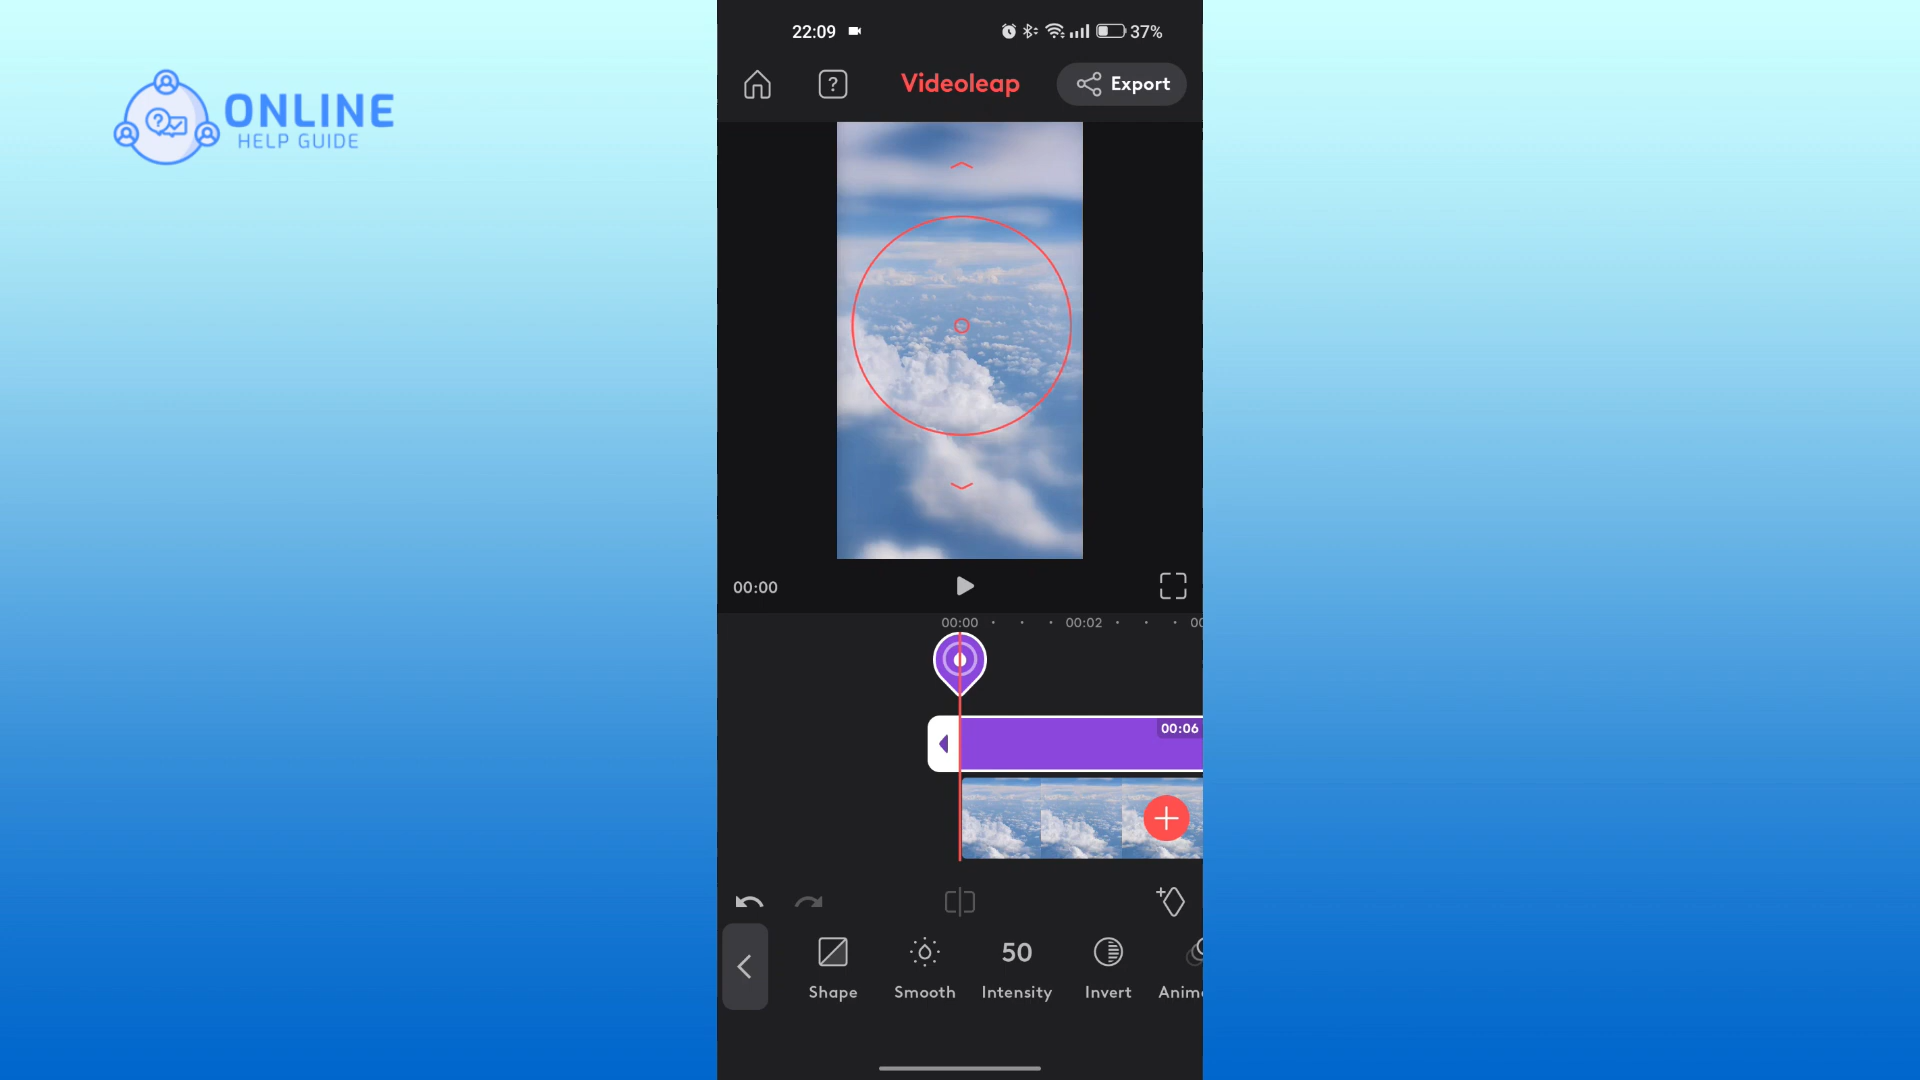 ONLINE
HELP GUIDE
22:09
37%
?
Videoleap
Export
00:00
00:00
00:02
00:06
50
Shape
Smooth
Intensity
Invert